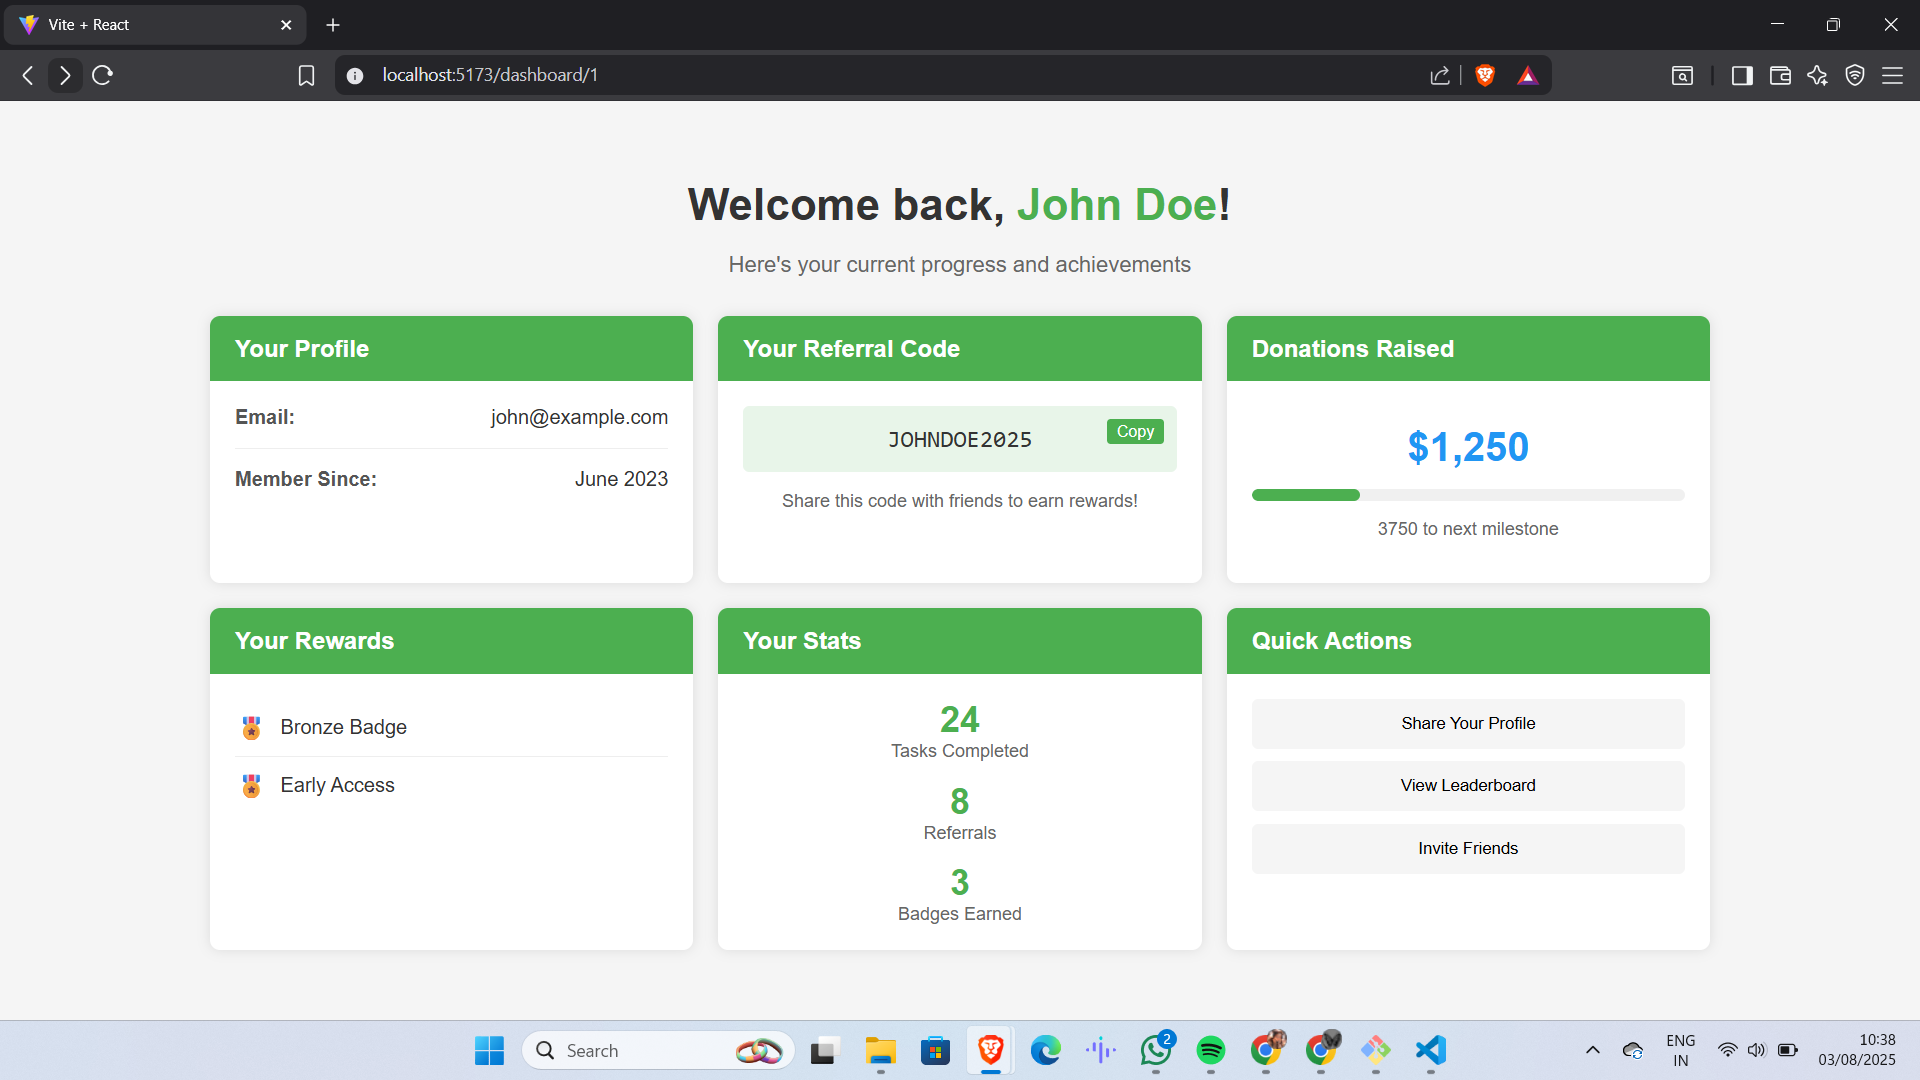 Vite + React
localhost:5173/dashboard/1
Welcome back, John Doe!
Here's your current progress and achievements
Your Profile
Email: john@example.com
Member Since: June 2023
Your Referral Code
JOHNDOE2025
Copy
Share this code with friends to earn rewards!
Donations Raised
$1,250
3750 to next milestone
Your Rewards
Bronze Badge
Early Access
Your Stats
24
Tasks Completed
8
Referrals
3
Badges Earned
Quick Actions
Share Your Profile
View Leaderboard
Invite Friends
Search
2
ENG
IN
10:38
03/08/2025